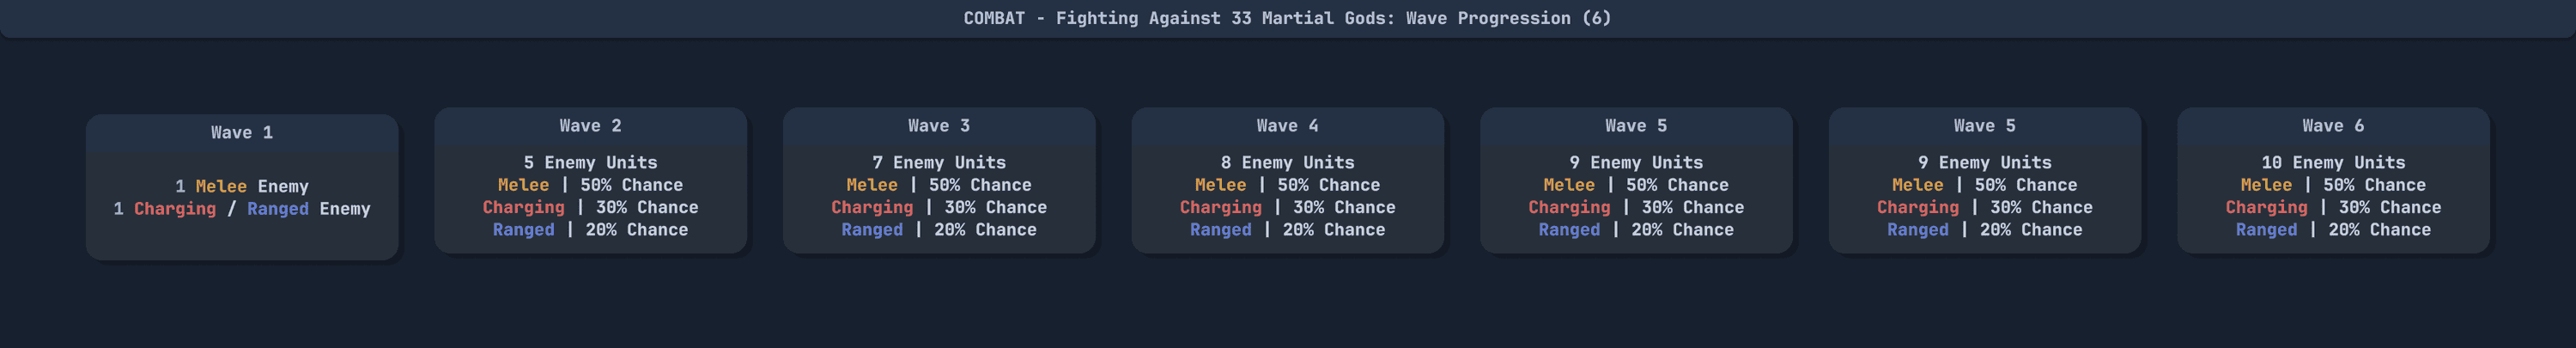 COMBAT - Fighting Against 33 Martial Gods: Wave Progression (6)
Wave 1
1 Melee Enemy
1 Charging / Ranged Enemy
Wave 2
5 Enemy Units
Melee | 50% Chance
Charging | 30% Chance
Ranged | 20% Chance
Wave 3
7 Enemy Units
Melee | 50% Chance
Charging | 30% Chance
Ranged | 20% Chance
Wave 4
8 Enemy Units
Melee | 50% Chance
Charging | 30% Chance
Ranged | 20% Chance
Wave 5
9 Enemy Units
Melee | 50% Chance
Charging | 30% Chance
Ranged | 20% Chance
Wave 5
9 Enemy Units
Melee | 50% Chance
Charging | 30% Chance
Ranged | 20% Chance
Wave 6
10 Enemy Units
Melee | 50% Chance
Charging | 30% Chance
Ranged | 20% Chance